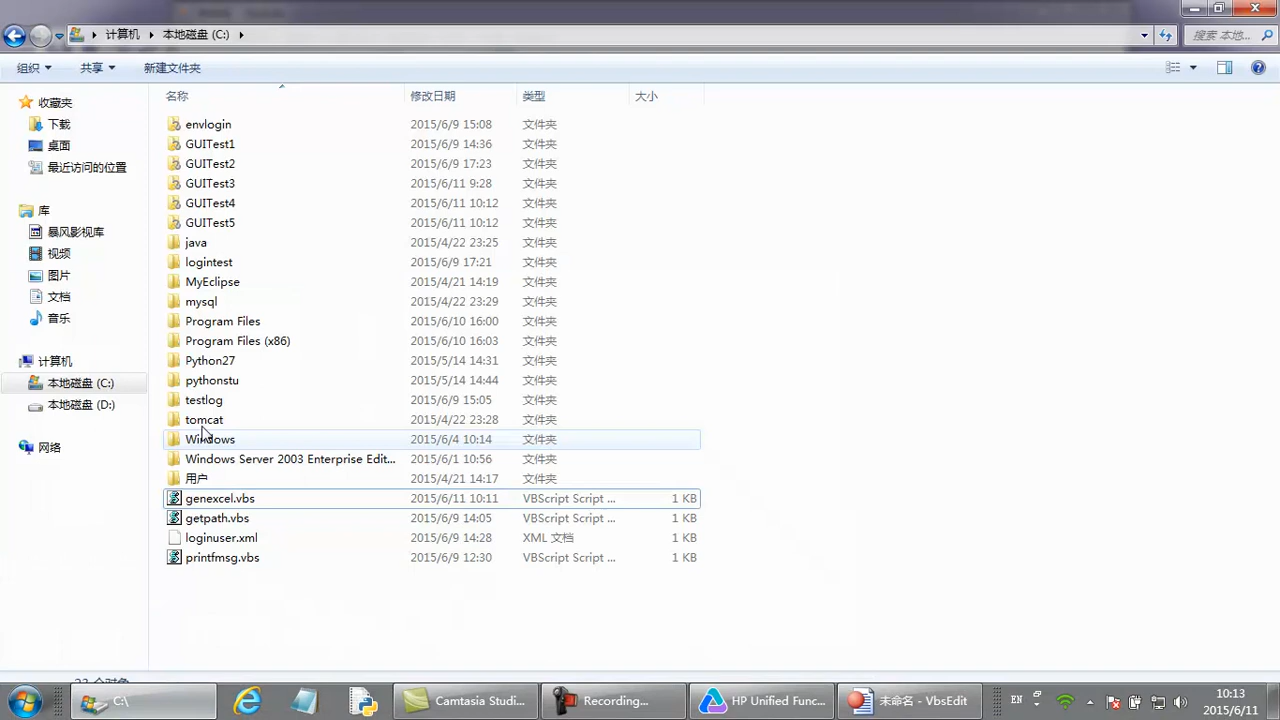 计算机 本地磁盘 (C:)
搜索 本地...
组织 共享 新建文件夹
名称 修改日期 类型 大小
收藏夹
下载
桌面
最近访问的位置
库
暴风影视库
视频
图片
文档
音乐
计算机
本地磁盘 (C:)
本地磁盘 (D:)
网络
envlogin 2015/6/9 15:08 文件夹
GUITest1 2015/6/9 14:36 文件夹
GUITest2 2015/6/9 17:23 文件夹
GUITest3 2015/6/11 9:28 文件夹
GUITest4 2015/6/11 10:12 文件夹
GUITest5 2015/6/11 10:12 文件夹
java 2015/4/22 23:25 文件夹
logintest 2015/6/9 17:21 文件夹
MyEclipse 2015/4/21 14:19 文件夹
mysql 2015/4/22 23:29 文件夹
Program Files 2015/6/10 16:00 文件夹
Program Files (x86) 2015/6/10 16:03 文件夹
Python27 2015/5/14 14:31 文件夹
pythonstu 2015/5/14 14:44 文件夹
testlog 2015/6/9 15:05 文件夹
tomcat 2015/4/22 23:28 文件夹
Windows 2015/6/4 10:14 文件夹
Windows Server 2003 Enterprise Edit... 2015/6/1 10:56 文件夹
用户 2015/4/21 14:17 文件夹
genexcel.vbs 2015/6/11 10:11 VBScript Script ... 1 KB
getpath.vbs 2015/6/9 14:05 VBScript Script ... 1 KB
loginuser.xml 2015/6/9 14:28 XML 文档 1 KB
printfmsg.vbs 2015/6/9 12:30 VBScript Script ... 1 KB
C:\ Camtasia Studi... Recording... HP Unified Func... 未命名 - VbsEdit EN 10:13
2015/6/11